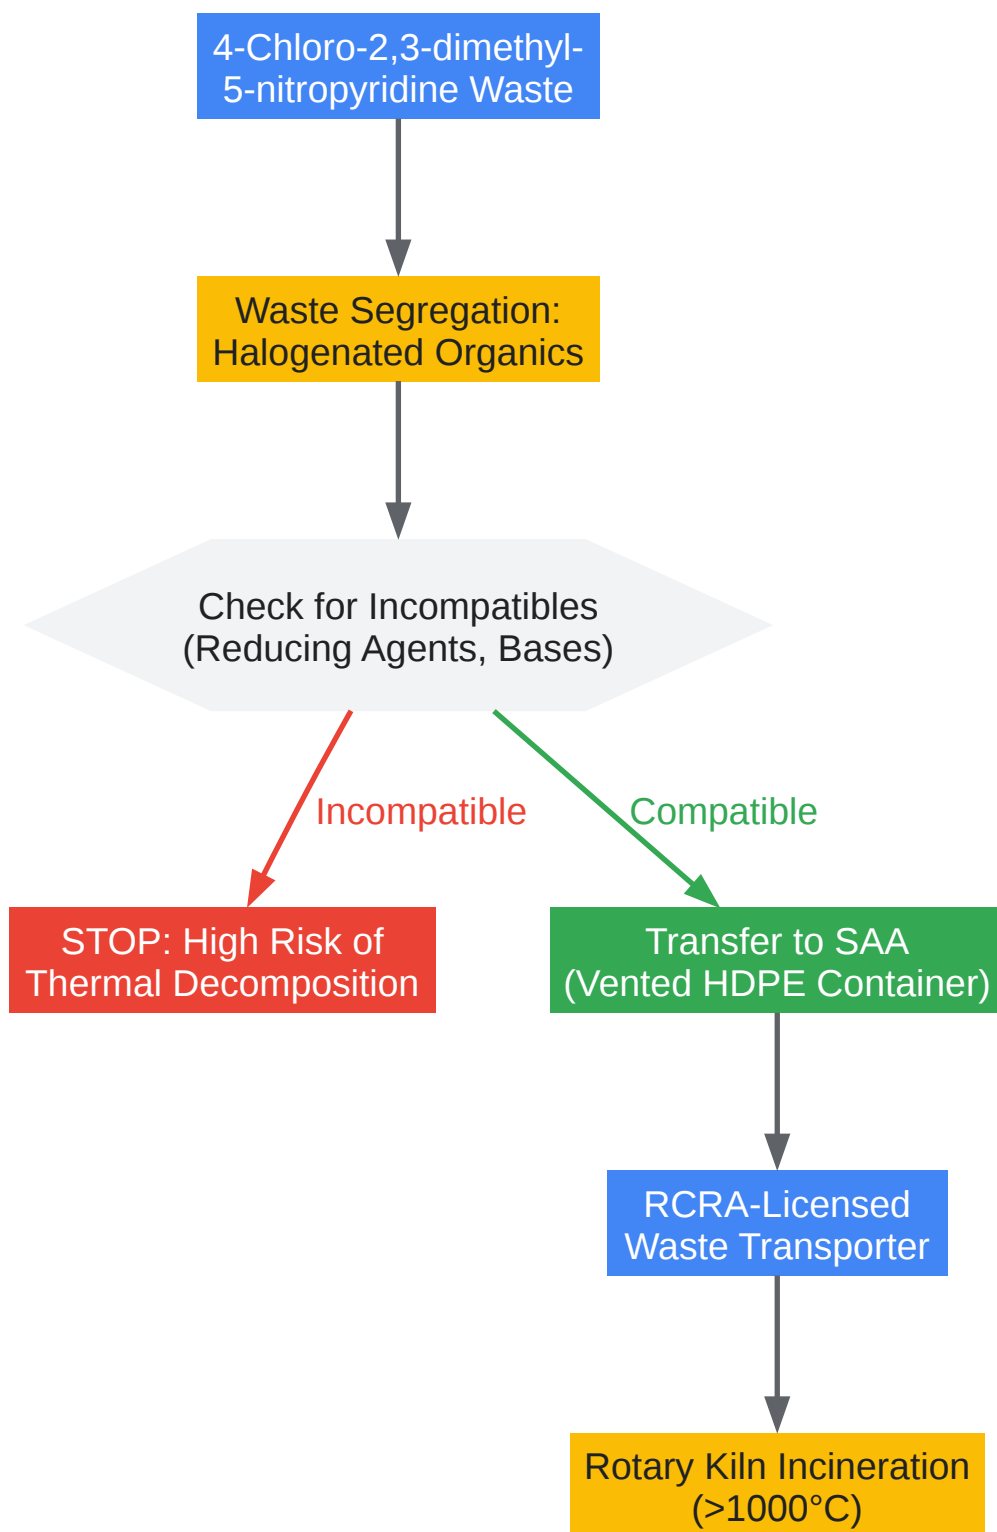 4-Chloro-2,3-dimethyl-
5-nitropyridine Waste
Waste Segregation:
Halogenated Organics
Check for Incompatibles
(Reducing Agents, Bases)
Incompatible
Compatible
STOP: High Risk of
Thermal Decomposition
Transfer to SAA
(Vented HDPE Container)
RCRA-Licensed
Waste Transporter
Rotary Kiln Incineration
(>1000°C)